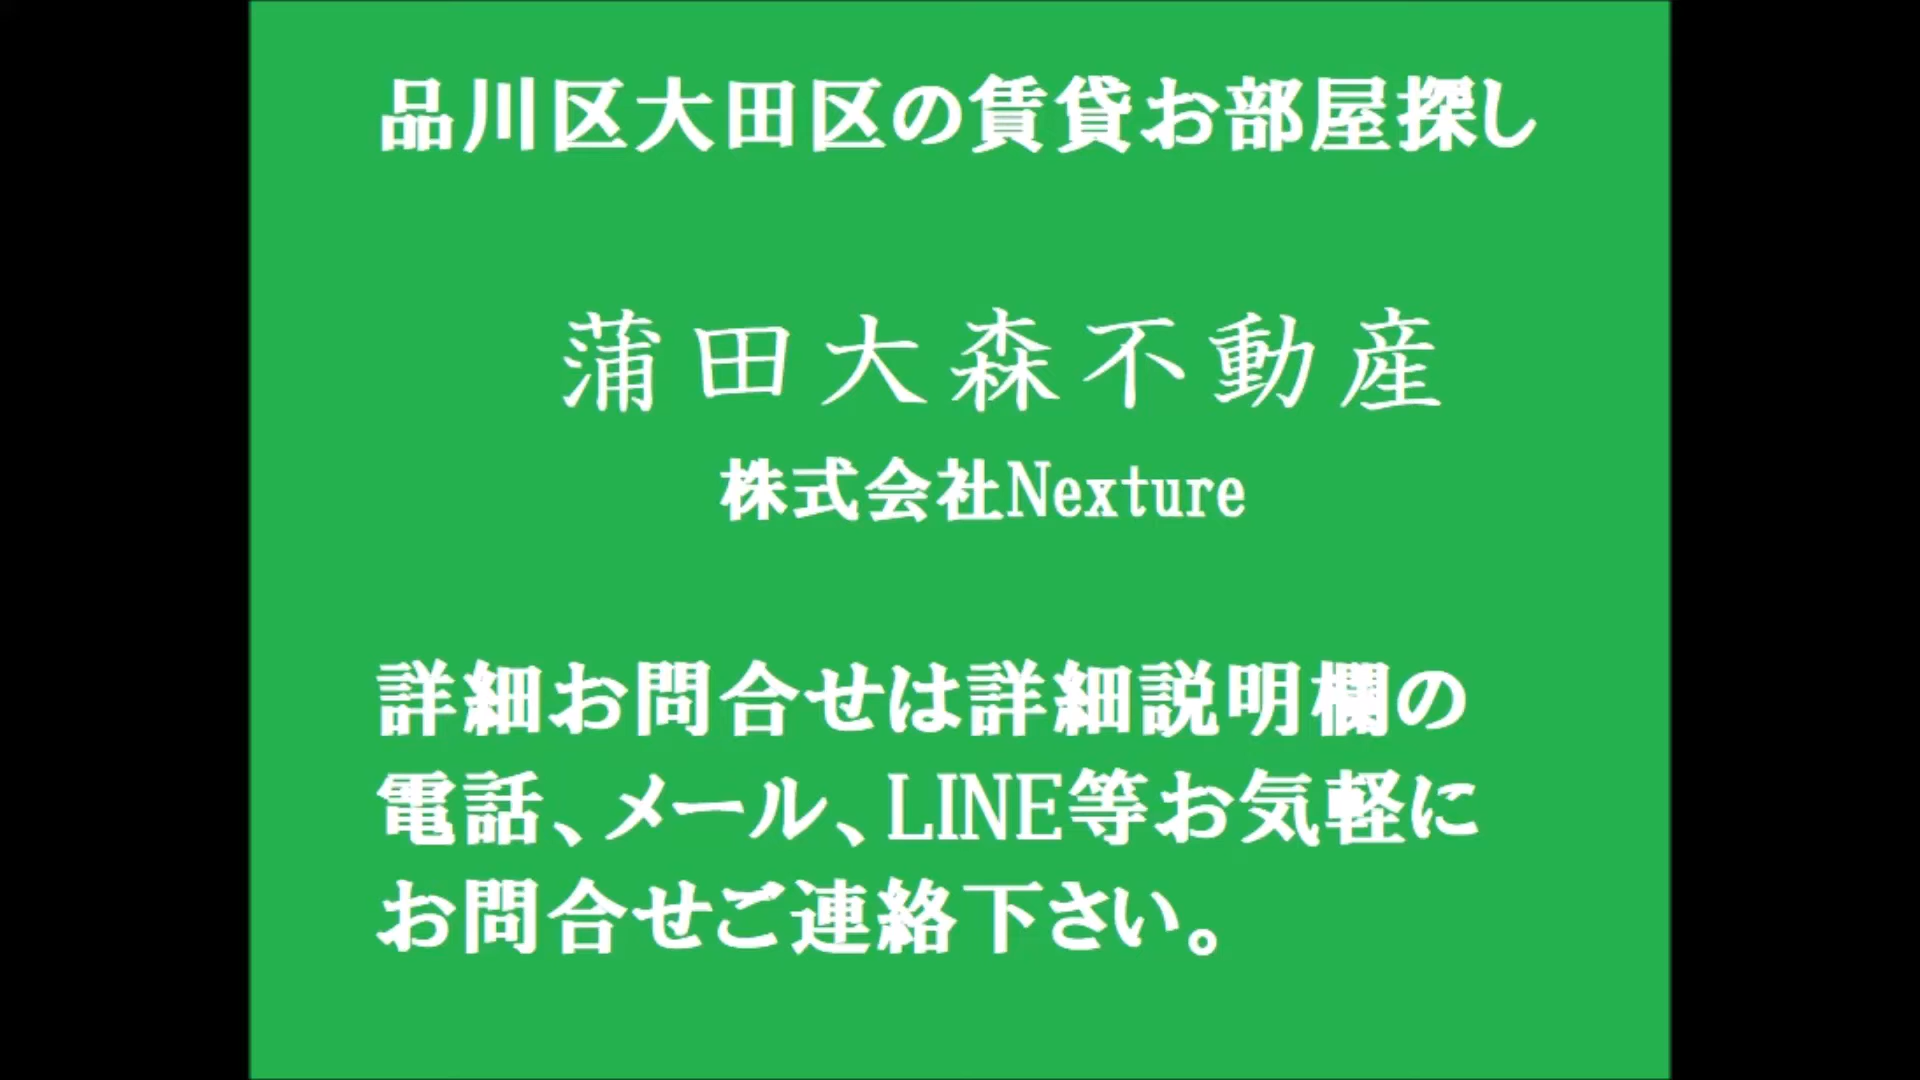 品川区大田区の賃貸お部屋探し
蒲田大森不動産
株式会社Nexture
詳細お問合せは詳細説明欄の
電話、メール、LINE等お気軽に
お問合せご連絡下さい。